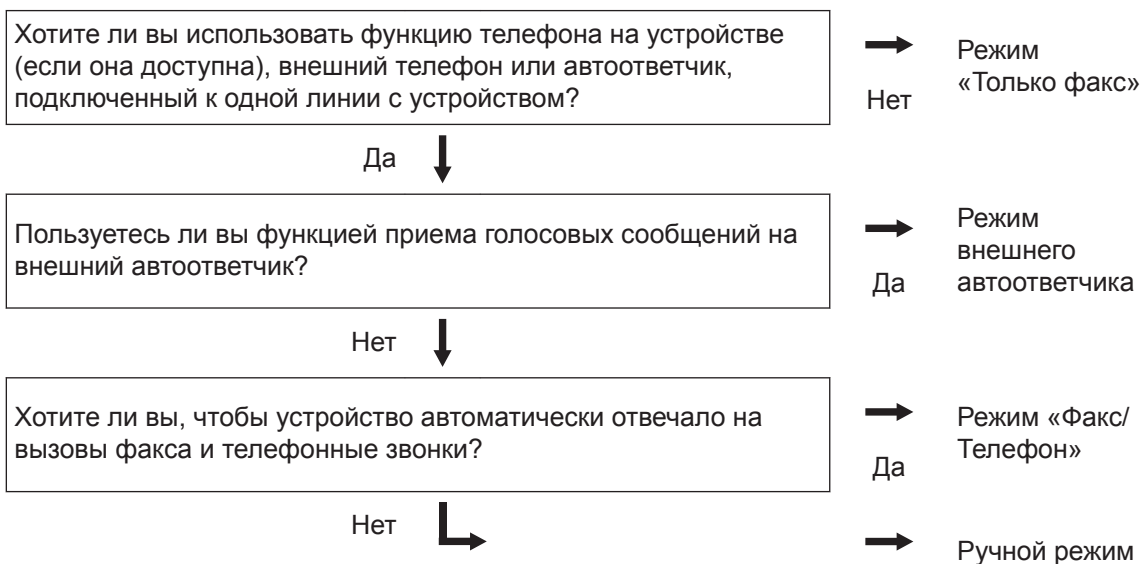 Хотите ли вы использовать функцию телефона на устройстве
(если она доступна), внешний телефон или автоответчик,
подключенный к одной линии с устройством?
Нет
Режим
«Только факс»
Да
Пользуетесь ли вы функцией приема голосовых сообщений на
внешний автоответчик?
Да
Режим
внешнего
автоответчика
Нет
Хотите ли вы, чтобы устройство автоматически отвечало на
вызовы факса и телефонные звонки?
Да
Режим «Факс/
Телефон»
Нет
Ручной режим